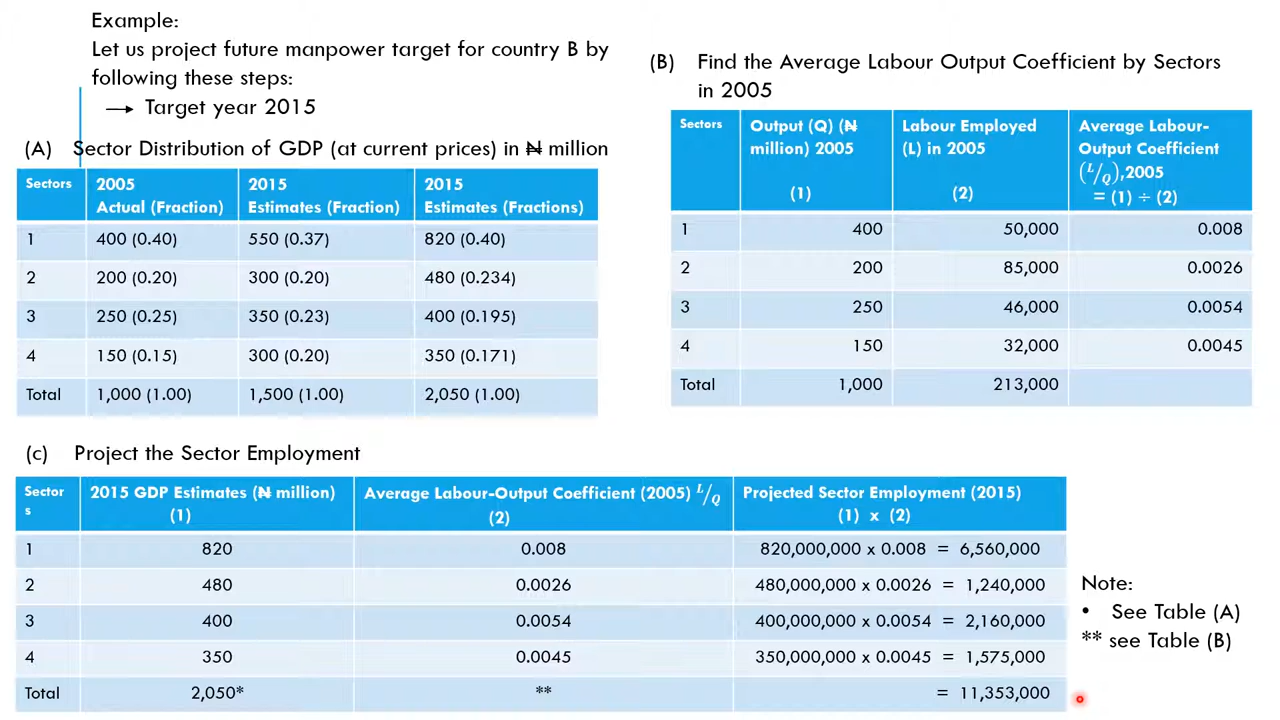 Example:
Let us project future manpower target for country B by
following these steps:
→ Target year 2015
(A) Sector Distribution of GDP (at current prices) in ₦ million
Sectors 2005 Actual (Fraction) 2015 Estimates (Fraction) 2015 Estimates (Fractions)
1 400 (0.40) 550 (0.37) 820 (0.40)
2 200 (0.20) 300 (0.20) 480 (0.234)
3 250 (0.25) 350 (0.23) 400 (0.195)
4 150 (0.15) 300 (0.20) 350 (0.171)
Total 1,000 (1.00) 1,500 (1.00) 2,050 (1.00)
(B) Find the Average Labour Output Coefficient by Sectors
in 2005
Sectors Output (Q) (₦ million) 2005 (1) Labour Employed (L) in 2005 (2) Average Labour-Output Coefficient (L/Q),2005 = (1) ÷ (2)
1 400 50,000 0.008
2 200 85,000 0.0026
3 250 46,000 0.0054
4 150 32,000 0.0045
Total 1,000 213,000
(c) Project the Sector Employment
Sectors 2015 GDP Estimates (₦ million) (1) Average Labour-Output Coefficient (2005) L/Q (2) Projected Sector Employment (2015) (1) x (2)
1 820 0.008 820,000,000 x 0.008 = 6,560,000
2 480 0.0026 480,000,000 x 0.0026 = 1,240,000
3 400 0.0054 400,000,000 x 0.0054 = 2,160,000
4 350 0.0045 350,000,000 x 0.0045 = 1,575,000
Total 2,050* ** = 11,353,000
Note:
• See Table (A)
** see Table (B)